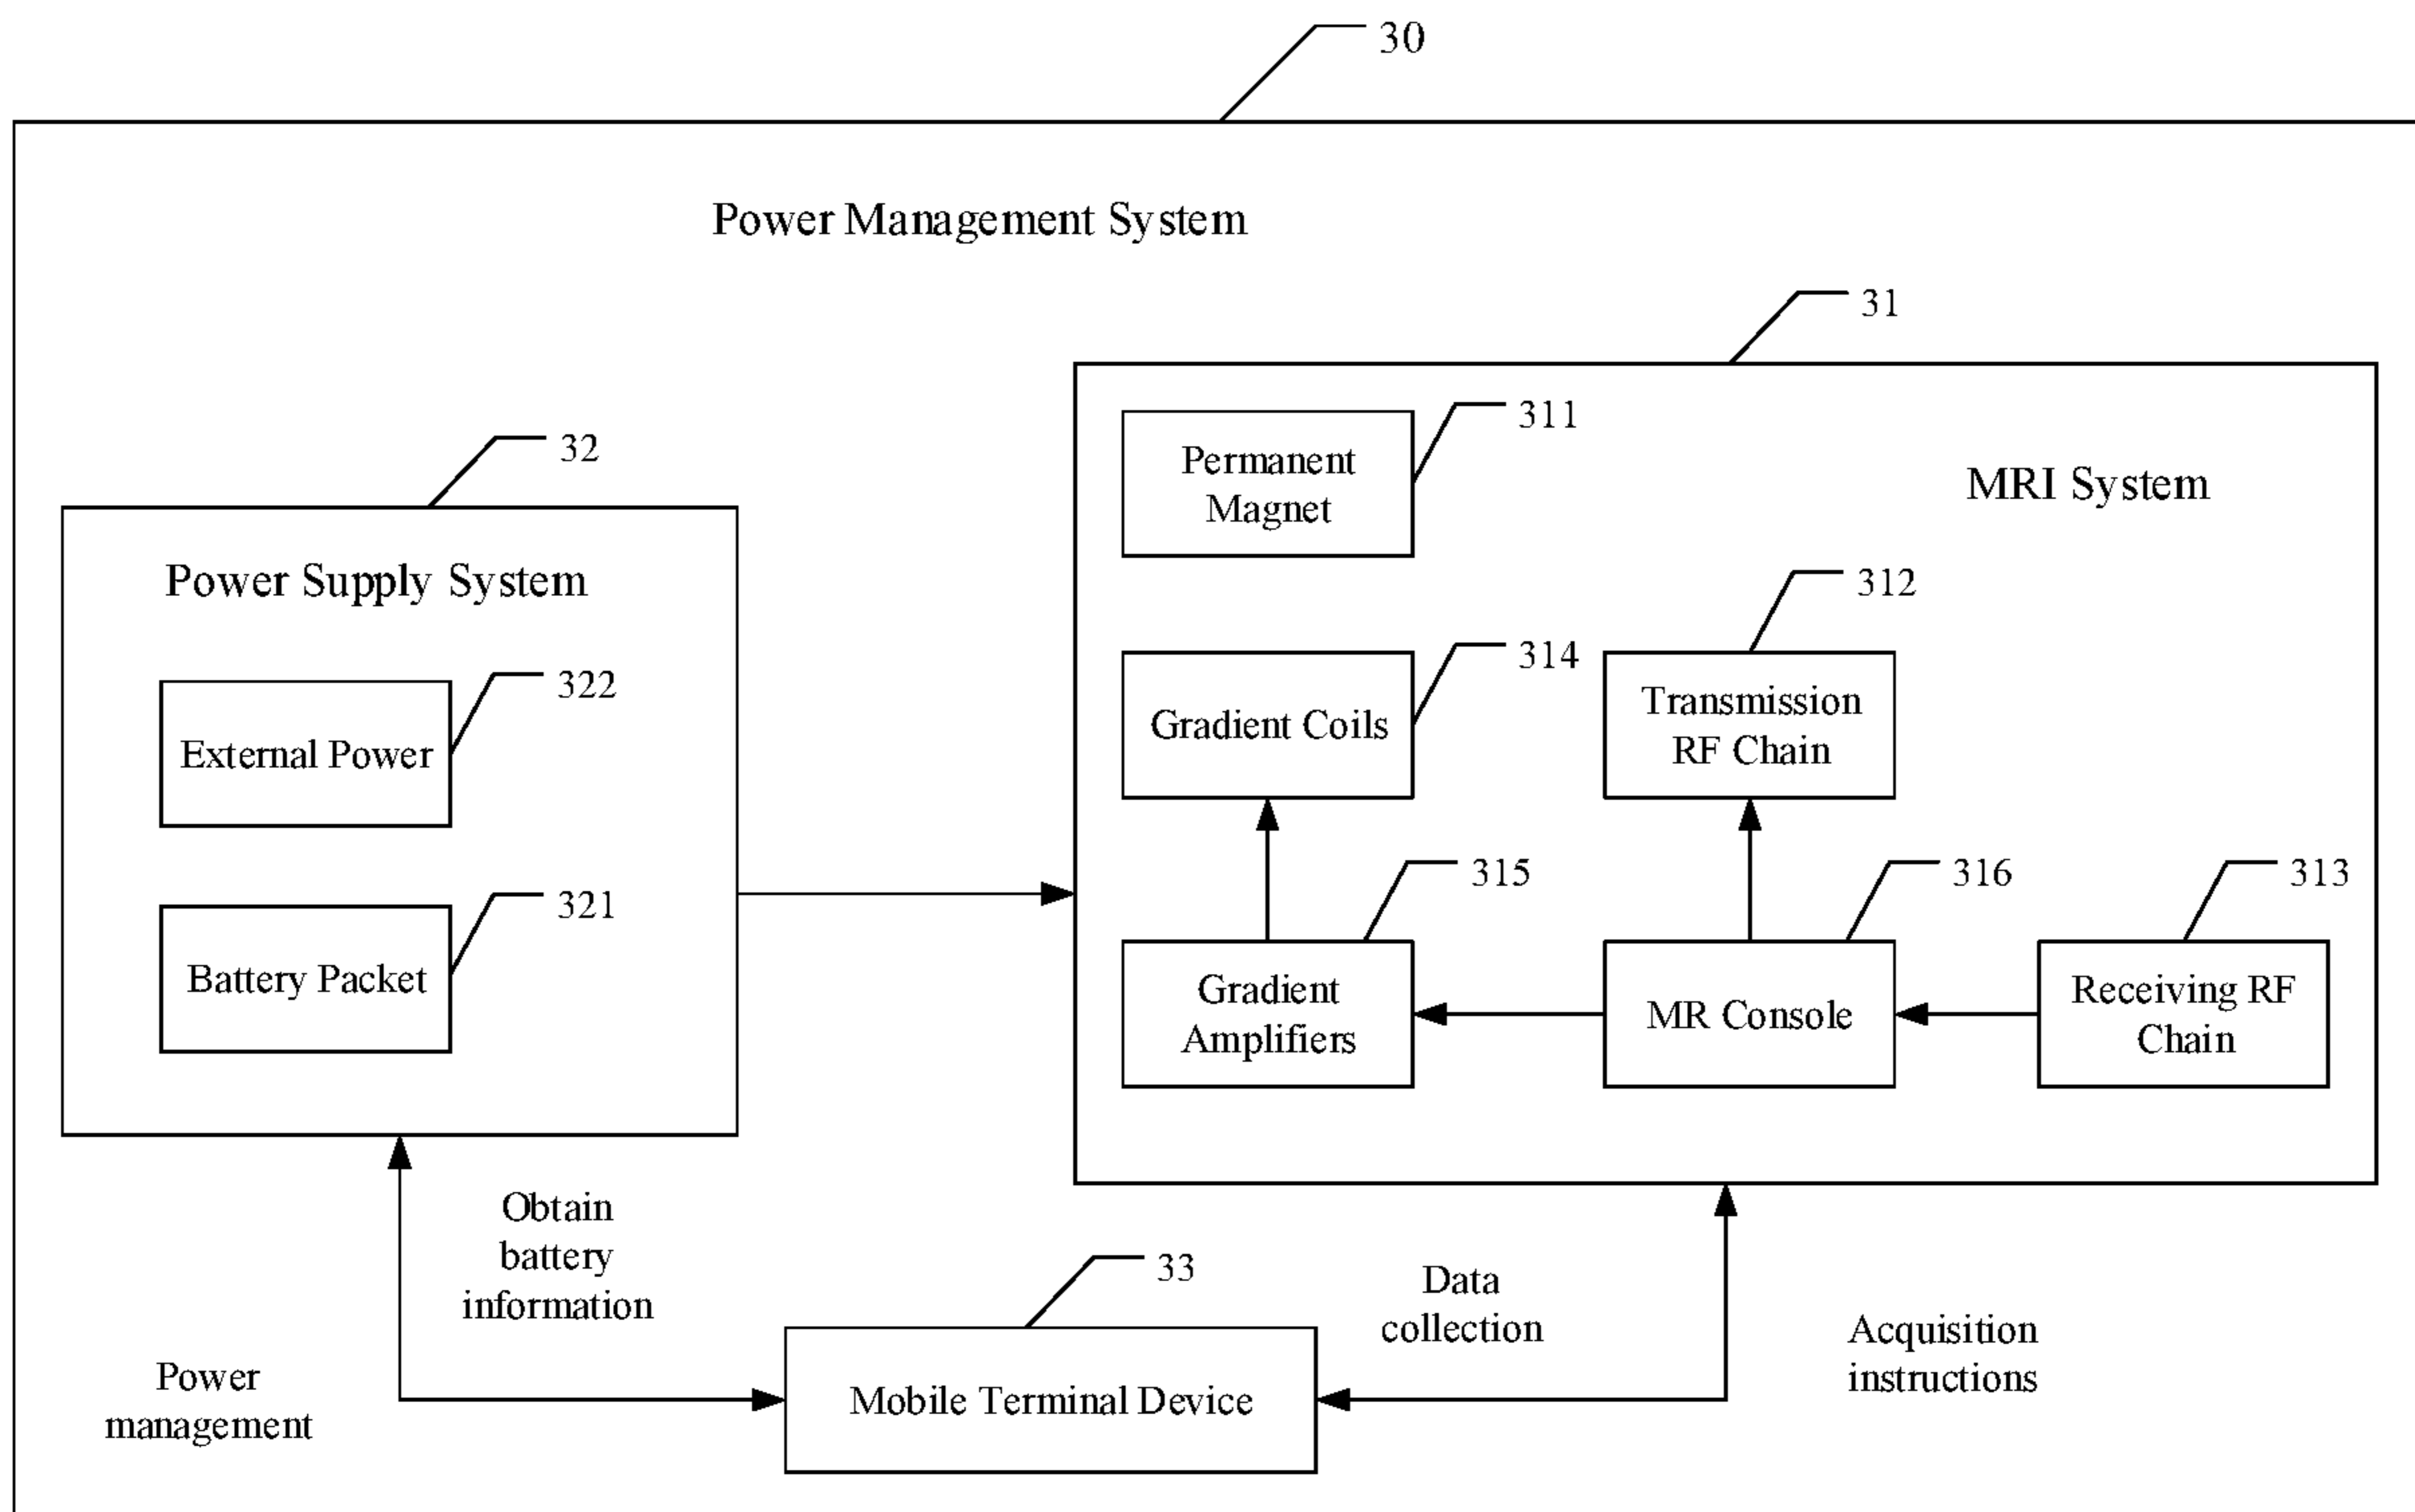 30
Power Management System
31
311
Permanent
Magnet
MRI System
32
Power Supply System
312
314
322
Gradient Coils
Transmission
RF Chain
External Power
315
316
313
321
Battery Packet
Gradient
Amplifiers
MR Console
Receiving RF
Chain
Obtain
battery
information
33
Data
collection
Acquisition
instructions
Power
management
Mobile Terminal Device